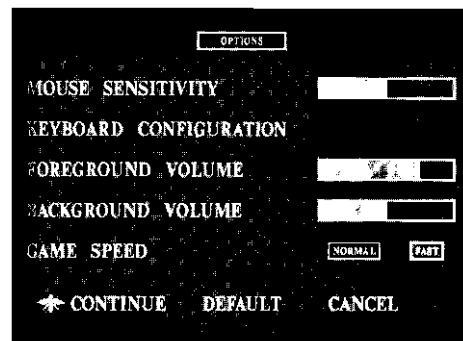 OPTIONS
MOUSE SENSITIVITY
KEYBOARD CONFIGURATION
FOREGROUND VOLUME
BACKGROUND VOLUME
GAME SPEED NORMAL FAST
CONTINUE DEFAULT CANCEL